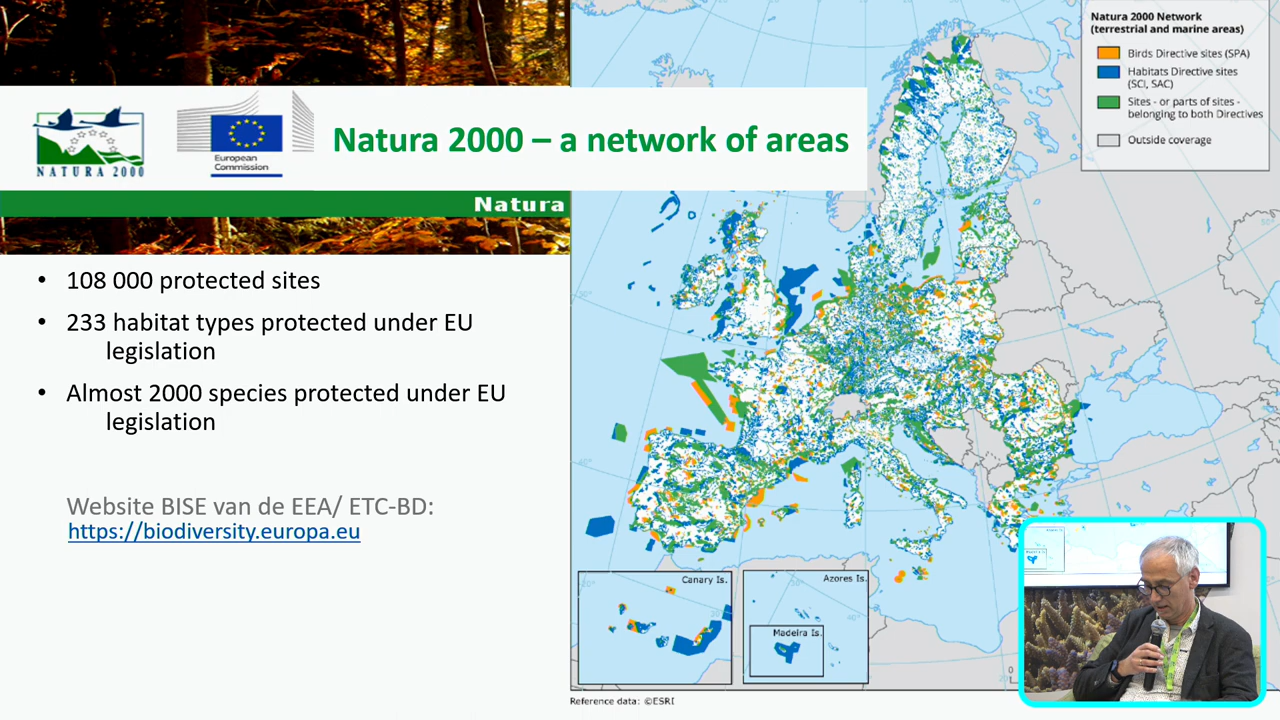 Natura 2000 Network
(terrestrial and marine areas)
Birds Directive sites (SPA)
Habitats Directive sites
(SCI, SAC)
Sites - or parts of sites -
belonging to both Directives
Outside coverage
NATURA 2000
European
Commission
Natura 2000 – a network of areas
Natura
• 108 000 protected sites
• 233 habitat types protected under EU
legislation
• Almost 2000 species protected under EU
legislation
Website BISE van de EEA/ ETC-BD:
https://biodiversity.europa.eu
Canary Is.
Azores Is.
Madeira Is.
Reference data: ©ESRI